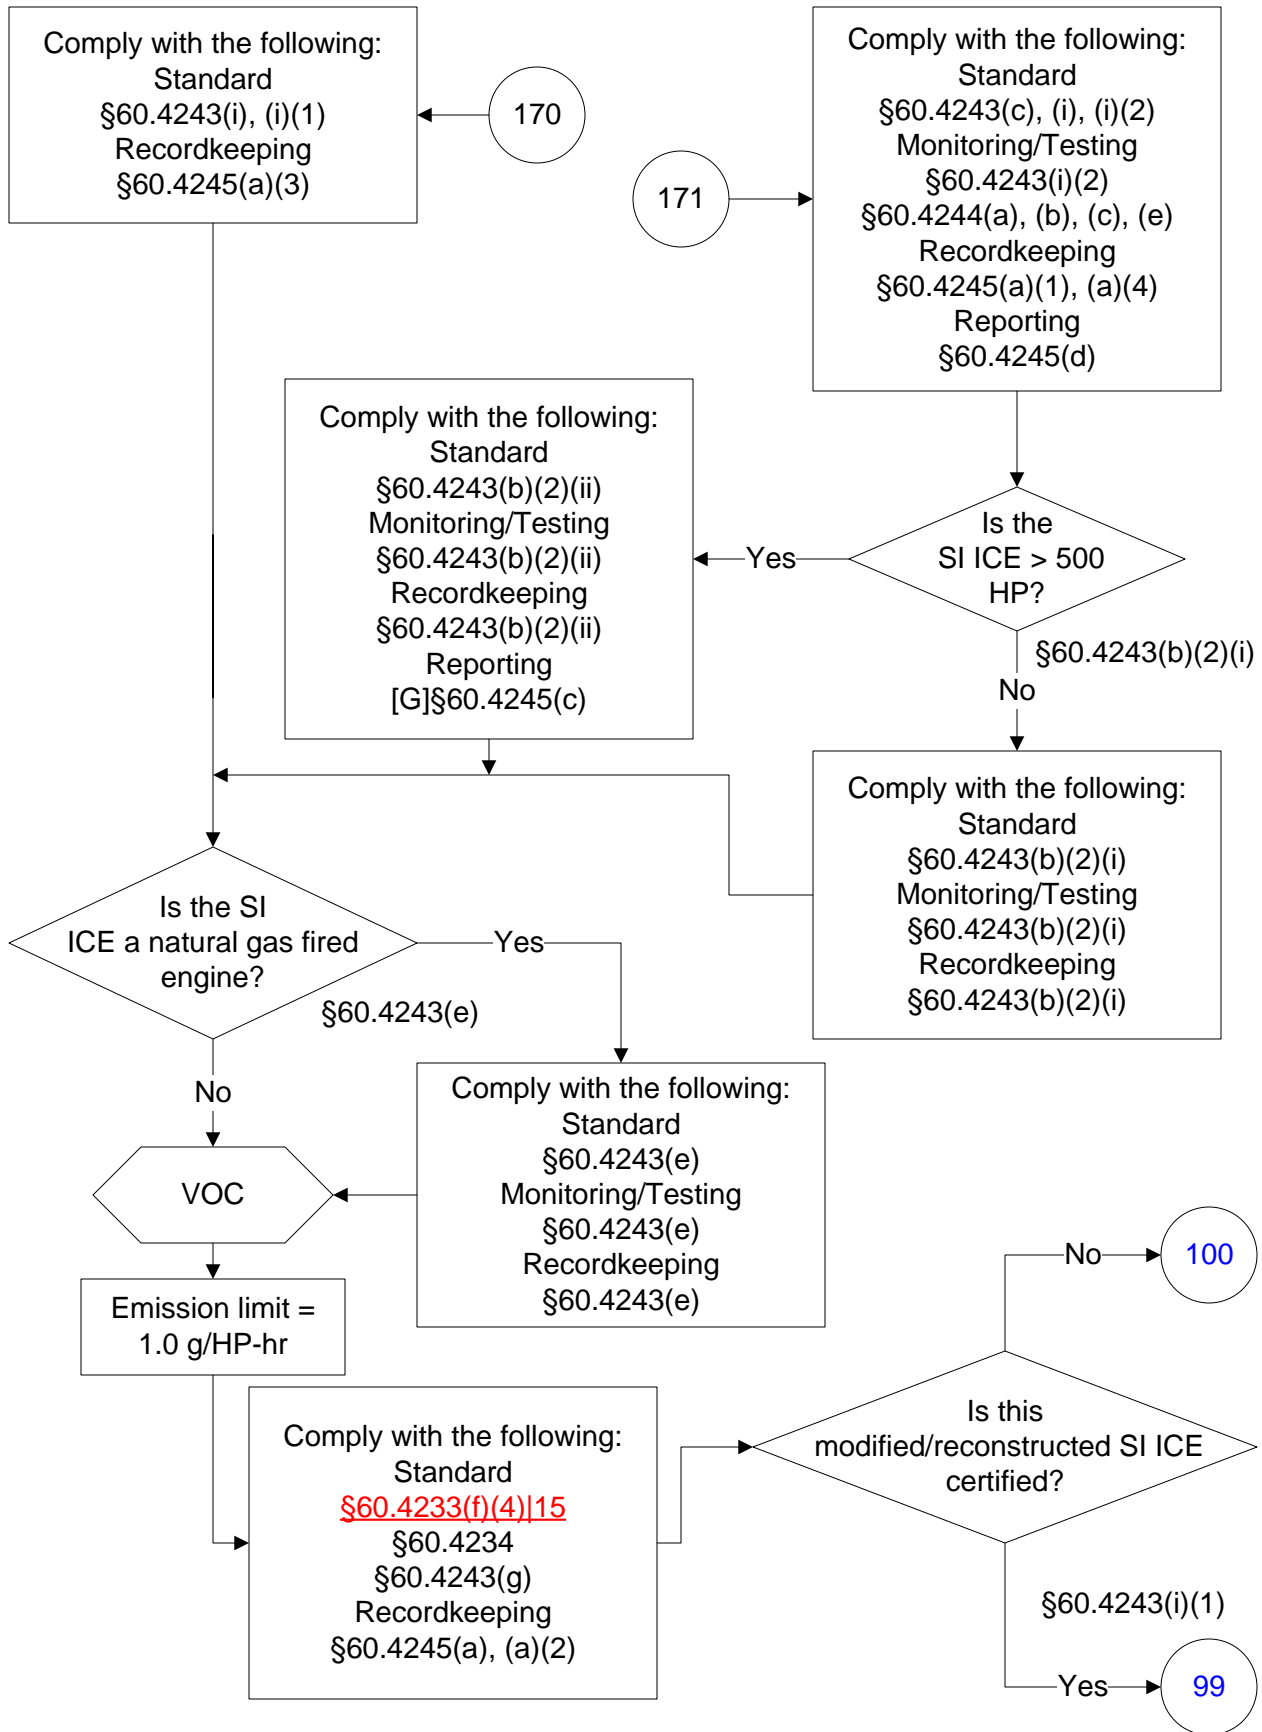 Comply with the following:
Standard
§60.4243(i), (i)(1)
Recordkeeping
§60.4245(a)(3)
170
171
Comply with the following:
Standard
§60.4243(c), (i), (i)(2)
Monitoring/Testing
§60.4243(i)(2)
§60.4244(a), (b), (c), (e)
Recordkeeping
§60.4245(a)(1), (a)(4)
Reporting
§60.4245(d)
Is the
SI ICE > 500
HP?
Yes
§60.4243(b)(2)(i)
No
Comply with the following:
Standard
§60.4243(b)(2)(ii)
Monitoring/Testing
§60.4243(b)(2)(ii)
Recordkeeping
§60.4243(b)(2)(ii)
Reporting
[G]§60.4245(c)
Comply with the following:
Standard
§60.4243(b)(2)(i)
Monitoring/Testing
§60.4243(b)(2)(i)
Recordkeeping
§60.4243(b)(2)(i)
Is the SI
ICE a natural gas fired
engine?
Yes
§60.4243(e)
No
Comply with the following:
Standard
§60.4243(e)
Monitoring/Testing
§60.4243(e)
Recordkeeping
§60.4243(e)
VOC
Emission limit =
1.0 g/HP-hr
Comply with the following:
Standard
§60.4233(f)(4)|15
§60.4234
§60.4243(g)
Recordkeeping
§60.4245(a), (a)(2)
Is this
modified/reconstructed SI ICE
certified?
No
100
§60.4243(i)(1)
Yes
99